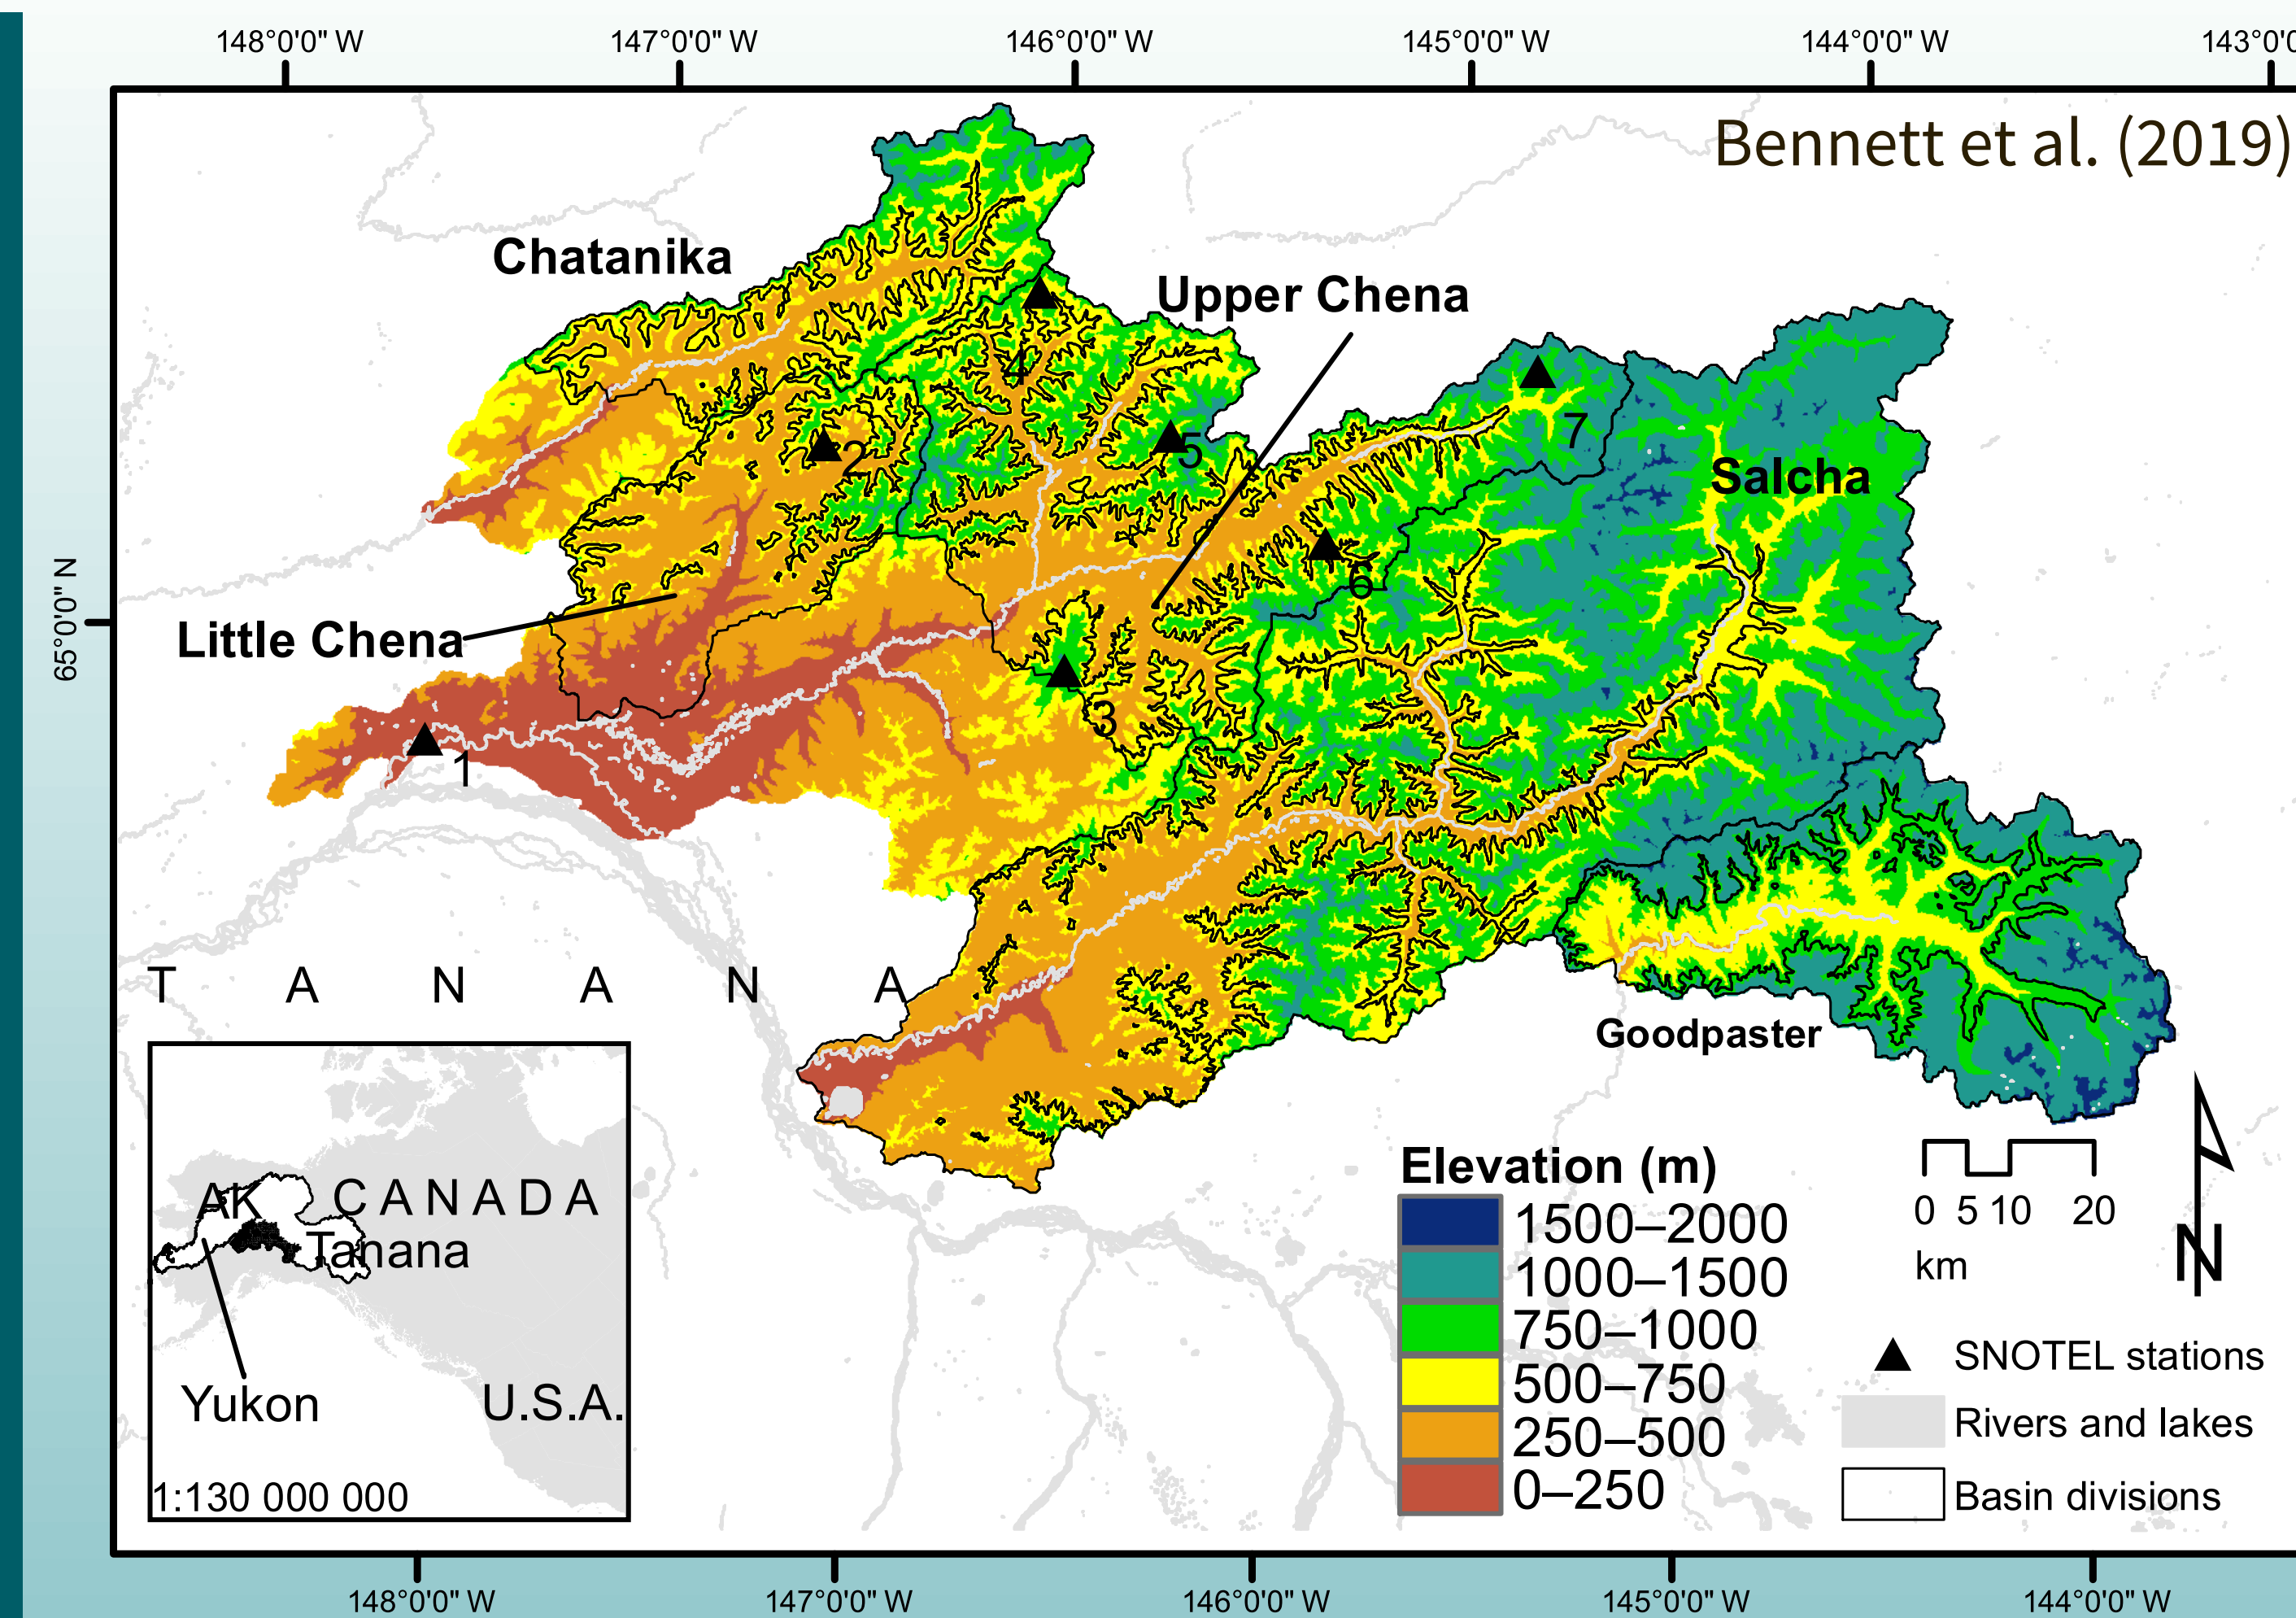 148°0'0" W
147°0'0" W
146°0'0" W
145°0'0" W
144°0'0" W
143°0'0
Bennett et al. (2019)
Chatanika
Upper Chena
4
7
2
5
Salcha
65°0'0" N
6
Little Chena
3
1
T A N A N A
Goodpaster
AK
CANADA
Tanana
Yukon
U.S.A.
1:130 000 000
Elevation (m)
1500–2000
1000–1500
750–1000
500–750
250–500
0–250
0 5 10 20
km
N
SNOTEL stations
Rivers and lakes
Basin divisions
148°0'0" W
147°0'0" W
146°0'0" W
145°0'0" W
144°0'0" W